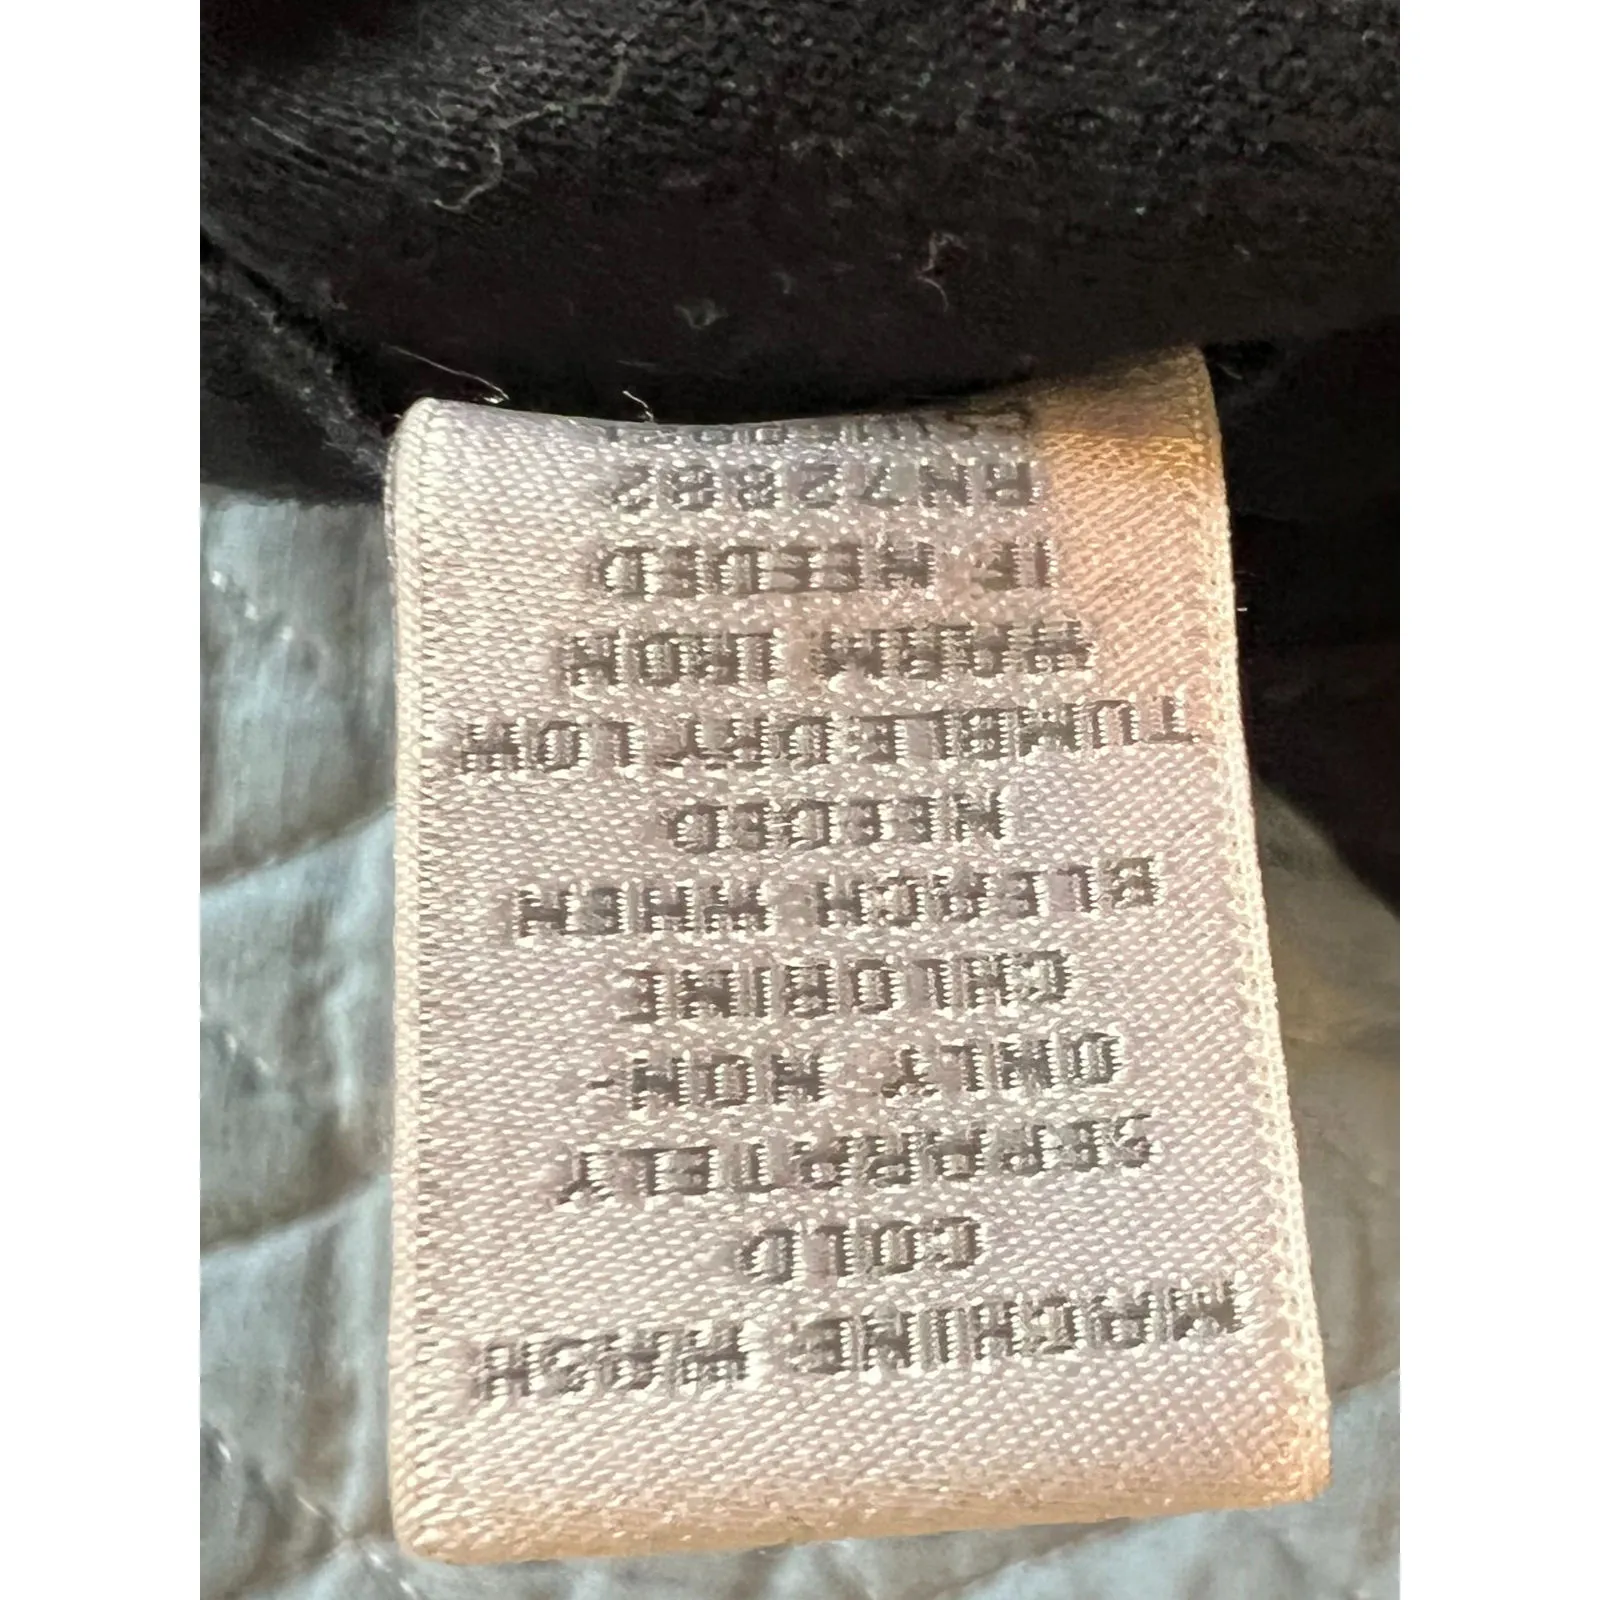 MACHINE WASH
COLD
SEPARATELY
ONLY NON-
CHLORINE
BLEACH WHEN
NEEDED
TUMBLE DRY LOW
WARM IRON
IF NEEDED
RN72882